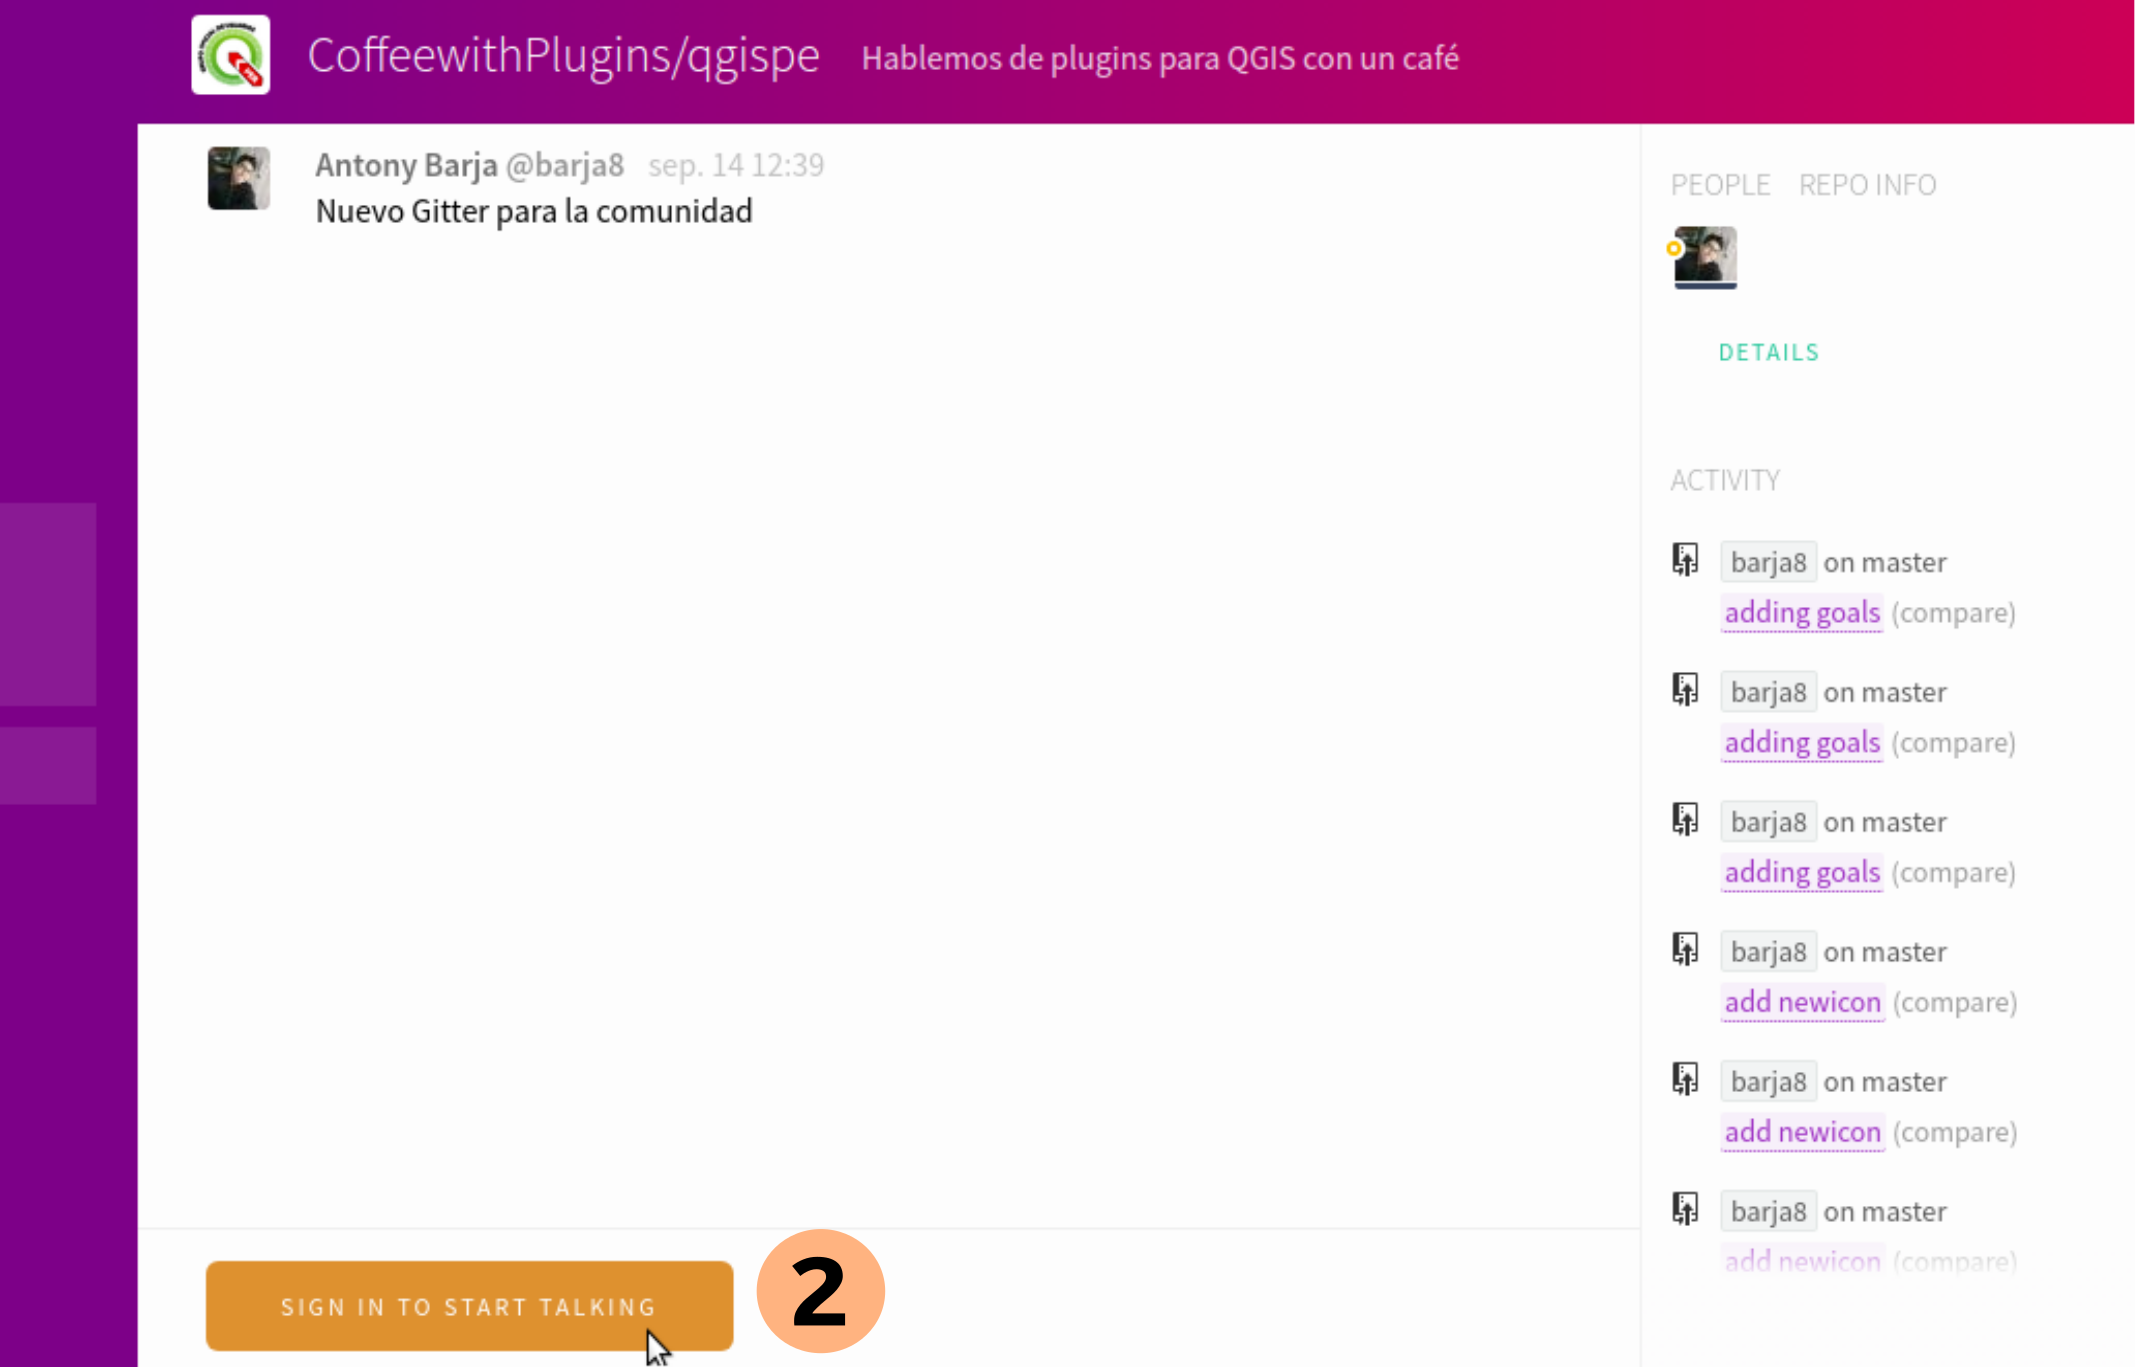 CoffeewithPlugins/qgispe Hablemos de plugins para QGIS con un café
Antony Barja @barja8 sep. 14 12:39
Nuevo Gitter para la comunidad
PEOPLE REPO INFO
DETAILS
ACTIVITY
barja8 on master
adding goals (compare)
barja8 on master
adding goals (compare)
barja8 on master
adding goals (compare)
barja8 on master
add newicon (compare)
barja8 on master
add newicon (compare)
barja8 on master
add newicon (compare)
SIGN IN TO START TALKING
2